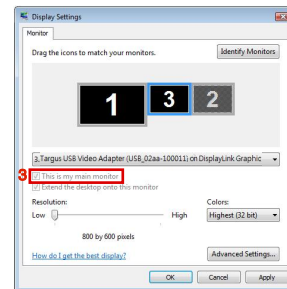 Display Settings
Monitor
Drag the icons to match your monitors.
Identify Monitors
1
3
2
3.Targus USB Video Adapter (USB_02aa-100011) on DisplayLink Graphic
3
This is my main monitor
Extend the desktop onto this monitor
Resolution:
Colors:
Low
High
Highest (32 bit)
800 by 600 pixels
How do I get the best display?
Advanced Settings...
OK
Cancel
Apply